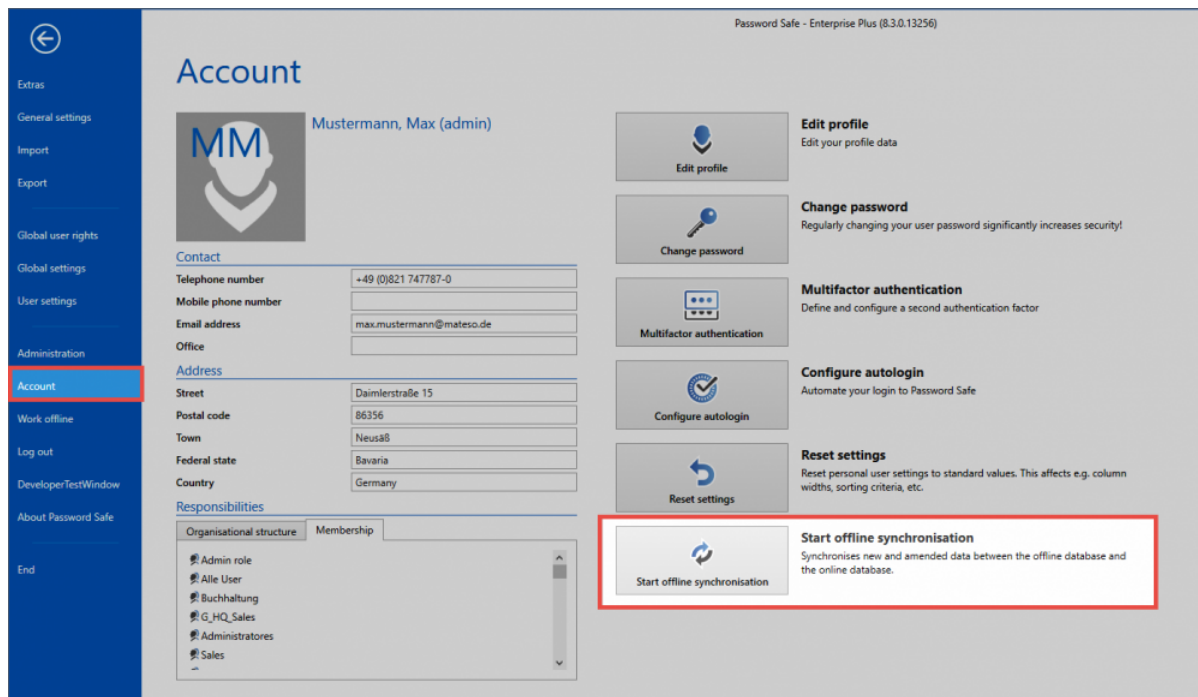 Password Safe - Enterprise Plus (8.3.0.13256)
Extras
General settings
Import
Export
Global user rights
Global settings
User settings
Administration
Account
Work offline
Log out
DeveloperTestWindow
About Password Safe
End
Account
MM
Mustermann, Max (admin)
Contact
Telephone number +49 (0)821 747787-0
Mobile phone number
Email address max.mustermann@mateso.de
Office
Address
Street Daimlerstraße 15
Postal code 86356
Town Neusäß
Federal state Bavaria
Country Germany
Responsibilities
Organisational structure Membership
Admin role
Alle User
Buchhaltung
G_HQ_Sales
Administratores
Sales
Edit profile
Edit profile
Edit your profile data
Change password
Change password
Regularly changing your user password significantly increases security!
Multifactor authentication
Multifactor authentication
Define and configure a second authentication factor
Configure autologin
Configure autologin
Automate your login to Password Safe
Reset settings
Reset settings
Reset personal user settings to standard values. This affects e.g. column
widths, sorting criteria, etc.
Start offline synchronisation
Start offline synchronisation
Synchronises new and amended data between the offline database and
the online database.